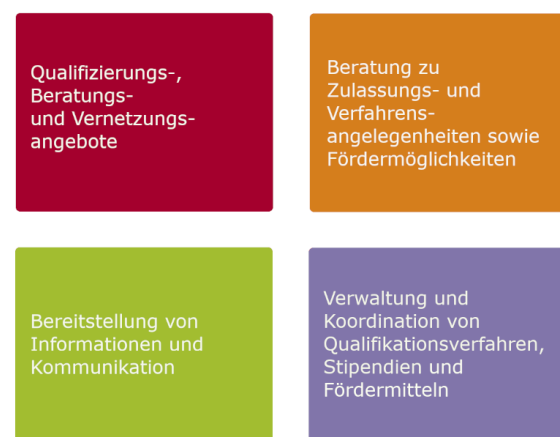 Qualifizierungs-,
Beratungs-
und Vernetzungs-
angebote
Beratung zu
Zulassungs- und
Verfahrens-
angelegenheiten sowie
Fördermöglichkeiten
Bereitstellung von
Informationen und
Kommunikation
Verwaltung und
Koordination von
Qualifikationsverfahren,
Stipendien und
Fördermitteln